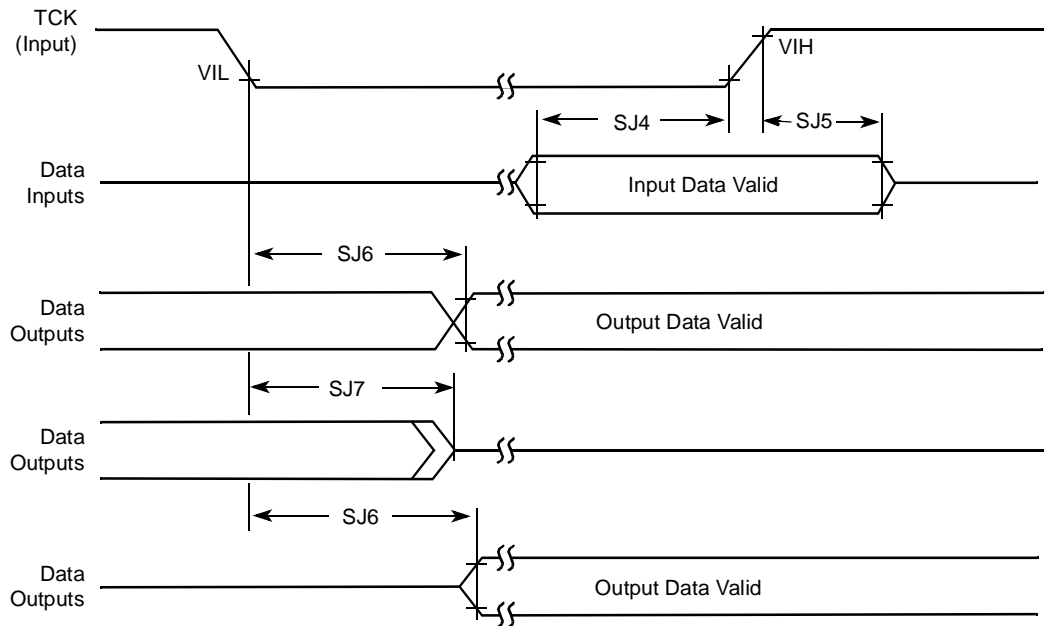 TCK
(Input)
VIL
VIH
SJ4
SJ5
Data
Inputs
Input Data Valid
SJ6
Data
Outputs
Output Data Valid
SJ7
Data
Outputs
SJ6
Data
Outputs
Output Data Valid